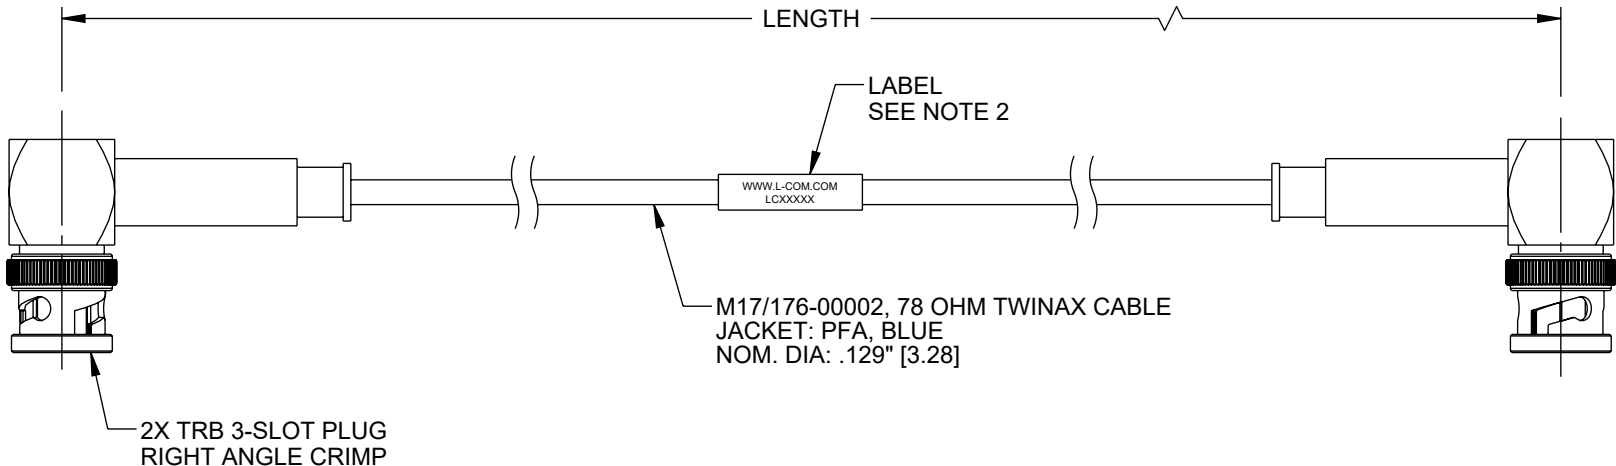 LENGTH
LABEL
SEE NOTE 2
WWW.L-COM.COM
LCXXXXX
M17/176-00002, 78 OHM TWINAX CABLE
JACKET: PFA, BLUE
NOM. DIA: .129" [3.28]
2X TRB 3-SLOT PLUG
RIGHT ANGLE CRIMP